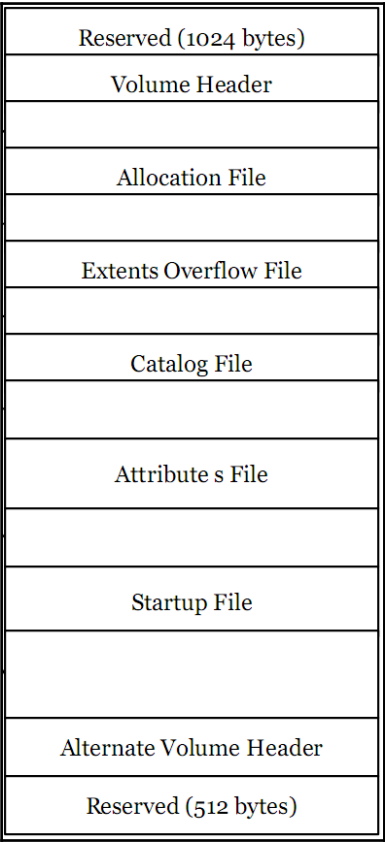 Reserved (1024 bytes)
Volume Header
Allocation File
Extents Overflow File
Catalog File
Attribute s File
Startup File
Alternate Volume Header
Reserved (512 bytes)